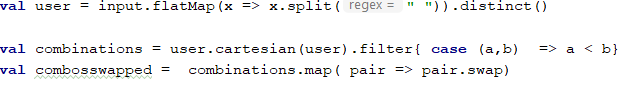 val user = input.flatMap(x => x.split( regex = " ")).distinct()
val combinations = user.cartesian(user).filter{ case (a,b)  => a < b}
val combosswapped =  combinations.map( pair => pair.swap)